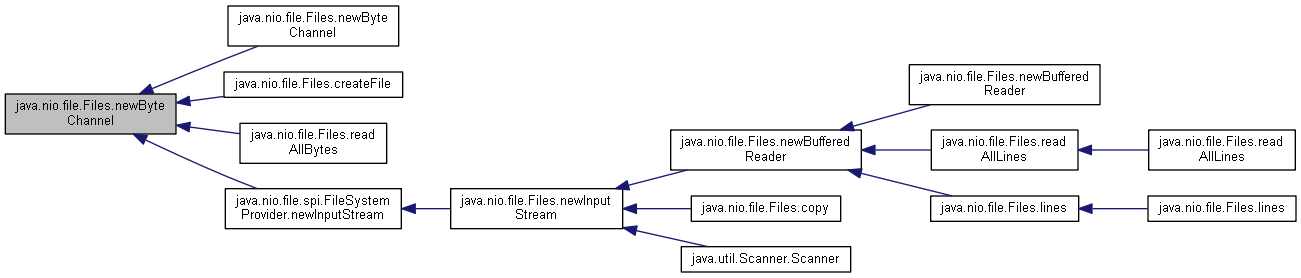 java.nio.file.Files.newByte
Channel
java.nio.file.Files.newByte
Channel
java.nio.file.Files.createFile
java.nio.file.Files.read
AllBytes
java.nio.file.spi.FileSystem
Provider.newInputStream
java.nio.file.Files.newInput
Stream
java.nio.file.Files.newBuffered
Reader
java.nio.file.Files.copy
java.util.Scanner.Scanner
java.nio.file.Files.newBuffered
Reader
java.nio.file.Files.read
AllLines
java.nio.file.Files.lines
java.nio.file.Files.read
AllLines
java.nio.file.Files.lines